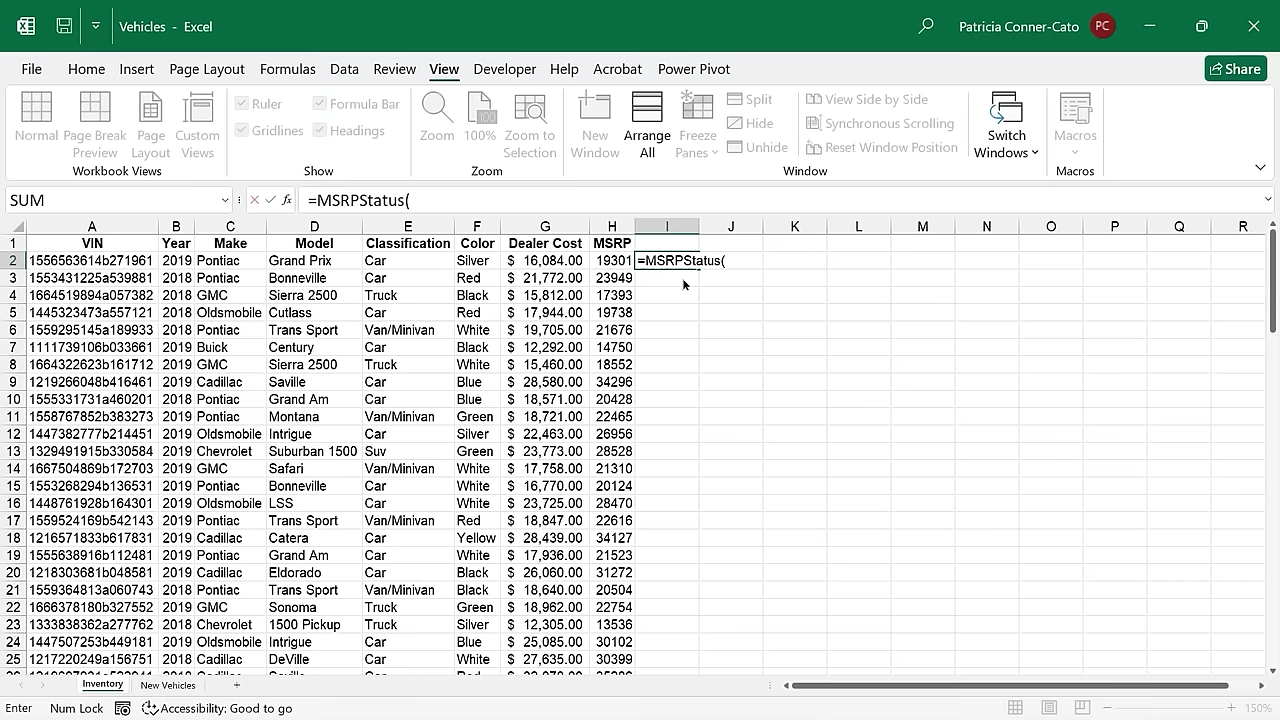 Vehicles - Excel
Patricia Conner-Cato PC
File Home Insert Page Layout Formulas Data Review View Developer Help Acrobat Power Pivot Share
Normal Page Break Preview Page Layout Custom Views
Workbook Views
Ruler Formula Bar
Gridlines Headings
Show
Zoom 100% Zoom to Selection
Zoom
New Window Arrange All Freeze Panes
Split
Hide
Unhide
View Side by Side
Synchronous Scrolling
Reset Window Position
Window
Switch Windows
Macros
Macros
SUM fx =MSRPStatus(
A B C D E F G H I J K L M N O P Q R
1 VIN Year Make Model Classification Color Dealer Cost MSRP
2 1556563614b271961 2019 Pontiac Grand Prix Car Silver $ 16,084.00 19301 =MSRPStatus(
3 1553431225a539881 2018 Pontiac Bonneville Car Red $ 21,772.00 23949
4 1664519894a057382 2018 GMC Sierra 2500 Truck Black $ 15,812.00 17393
5 1445323473a557121 2018 Oldsmobile Cutlass Car Red $ 17,944.00 19738
6 1559295145a189933 2018 Pontiac Trans Sport Van/Minivan White $ 19,705.00 21676
7 1111739106b033661 2019 Buick Century Car Black $ 12,292.00 14750
8 1664322623b161712 2019 GMC Sierra 2500 Truck White $ 15,460.00 18552
9 1219266048b416461 2019 Cadillac Saville Car Blue $ 28,580.00 34296
10 1555331731a460201 2018 Pontiac Grand Am Car Blue $ 18,571.00 20428
11 1558767852b383273 2019 Pontiac Montana Van/Minivan Green $ 18,721.00 22465
12 1447382777b214451 2019 Oldsmobile Intrigue Car Silver $ 22,463.00 26956
13 1329491915b330584 2019 Chevrolet Suburban 1500 Suv Green $ 23,773.00 28528
14 1667504869b172703 2019 GMC Safari Van/Minivan White $ 17,758.00 21310
15 1553268294b136531 2019 Pontiac Bonneville Car White $ 16,770.00 20124
16 1448761928b164301 2019 Oldsmobile LSS Car White $ 23,725.00 28470
17 1559524169b542143 2019 Pontiac Trans Sport Van/Minivan Red $ 18,847.00 22616
18 1216571833b617831 2019 Cadillac Catera Car Yellow $ 28,439.00 34127
19 1555638916b112481 2019 Pontiac Grand Am Car White $ 17,936.00 21523
20 1218303681b048581 2019 Cadillac Eldorado Car Black $ 26,060.00 31272
21 1559364813a060743 2018 Pontiac Trans Sport Van/Minivan Black $ 18,640.00 20504
22 1666378180b327552 2019 GMC Sonoma Truck Green $ 18,962.00 22754
23 1333838362a277762 2018 Chevrolet 1500 Pickup Truck Silver $ 12,305.00 13536
24 1447507253b449181 2019 Oldsmobile Intrigue Car Blue $ 25,085.00 30102
25 1217220249a156751 2018 Cadillac DeVille Car White $ 27,635.00 30399
Inventory New Vehicles +
Enter Num Lock Accessibility: Good to go 150%